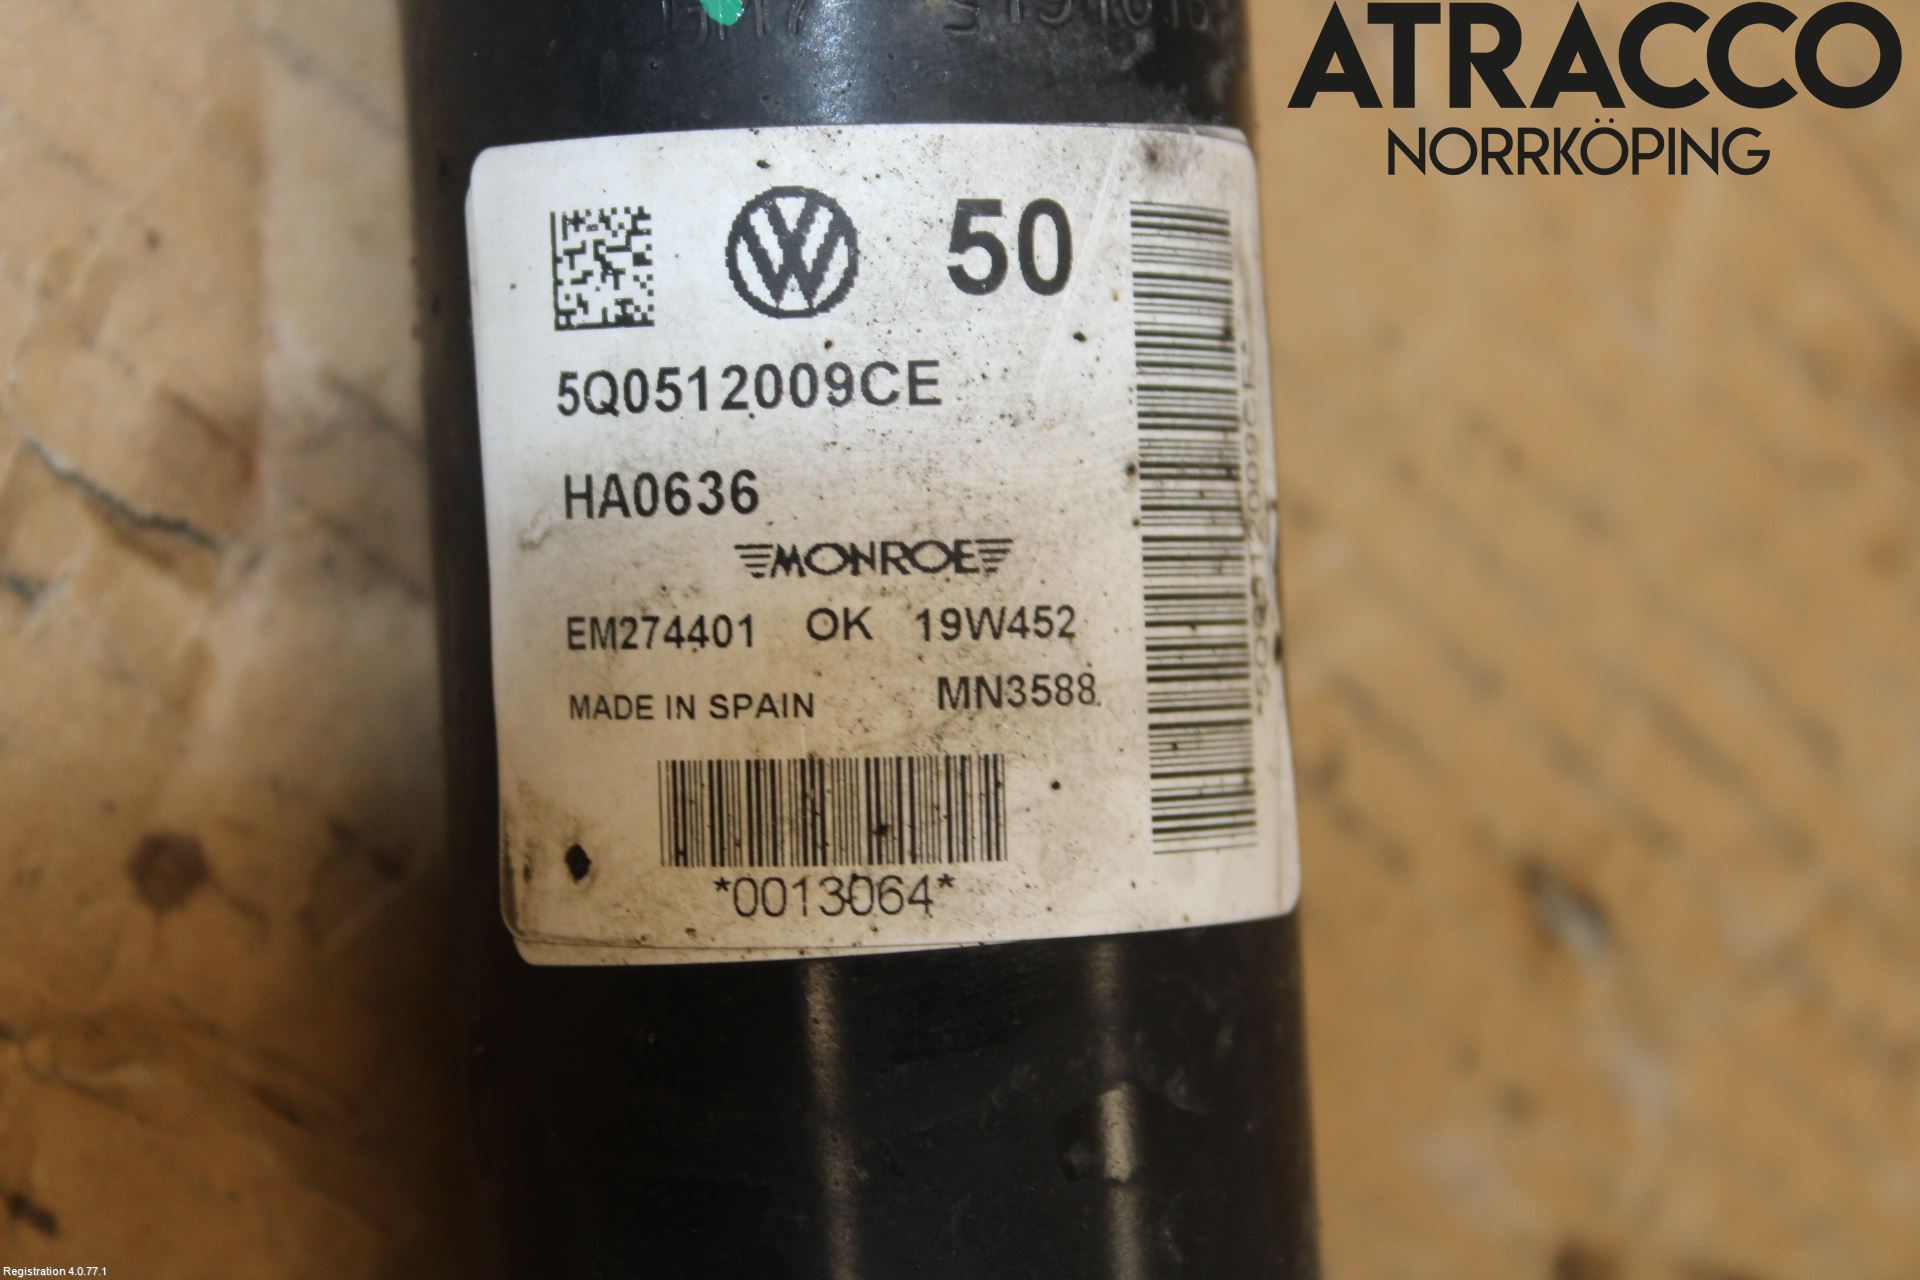 ATRACCO
NORRKÖPING
50
5Q0512009CE
HA0636
MONROE
EM274401 OK 19W452
MADE IN SPAIN MN3588
*0013064*
Registration 4.0.77.1